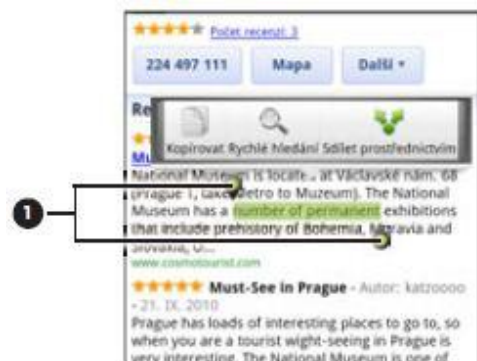 Počet recenzí: 3
224 497 111 Mapa Další
Re
Kopírovat Rychlé hledání Sdílet prostřednictvím
Mu
National Museum is locate at Václavské nám. 68
(Prague 1, take Metro to Muzeum). The National
Museum has a number of permanent exhibitions
that include prehistory of Bohemia, Moravia and
Slovakia, U...
www.cosmotourist.com
1
Must-See in Prague - Autor: katzoooo
- 21. IX. 2010
Prague has loads of interesting places to go to, so
when you are a tourist wight-seeing in Prague is
very interesting. The National Museum is one of